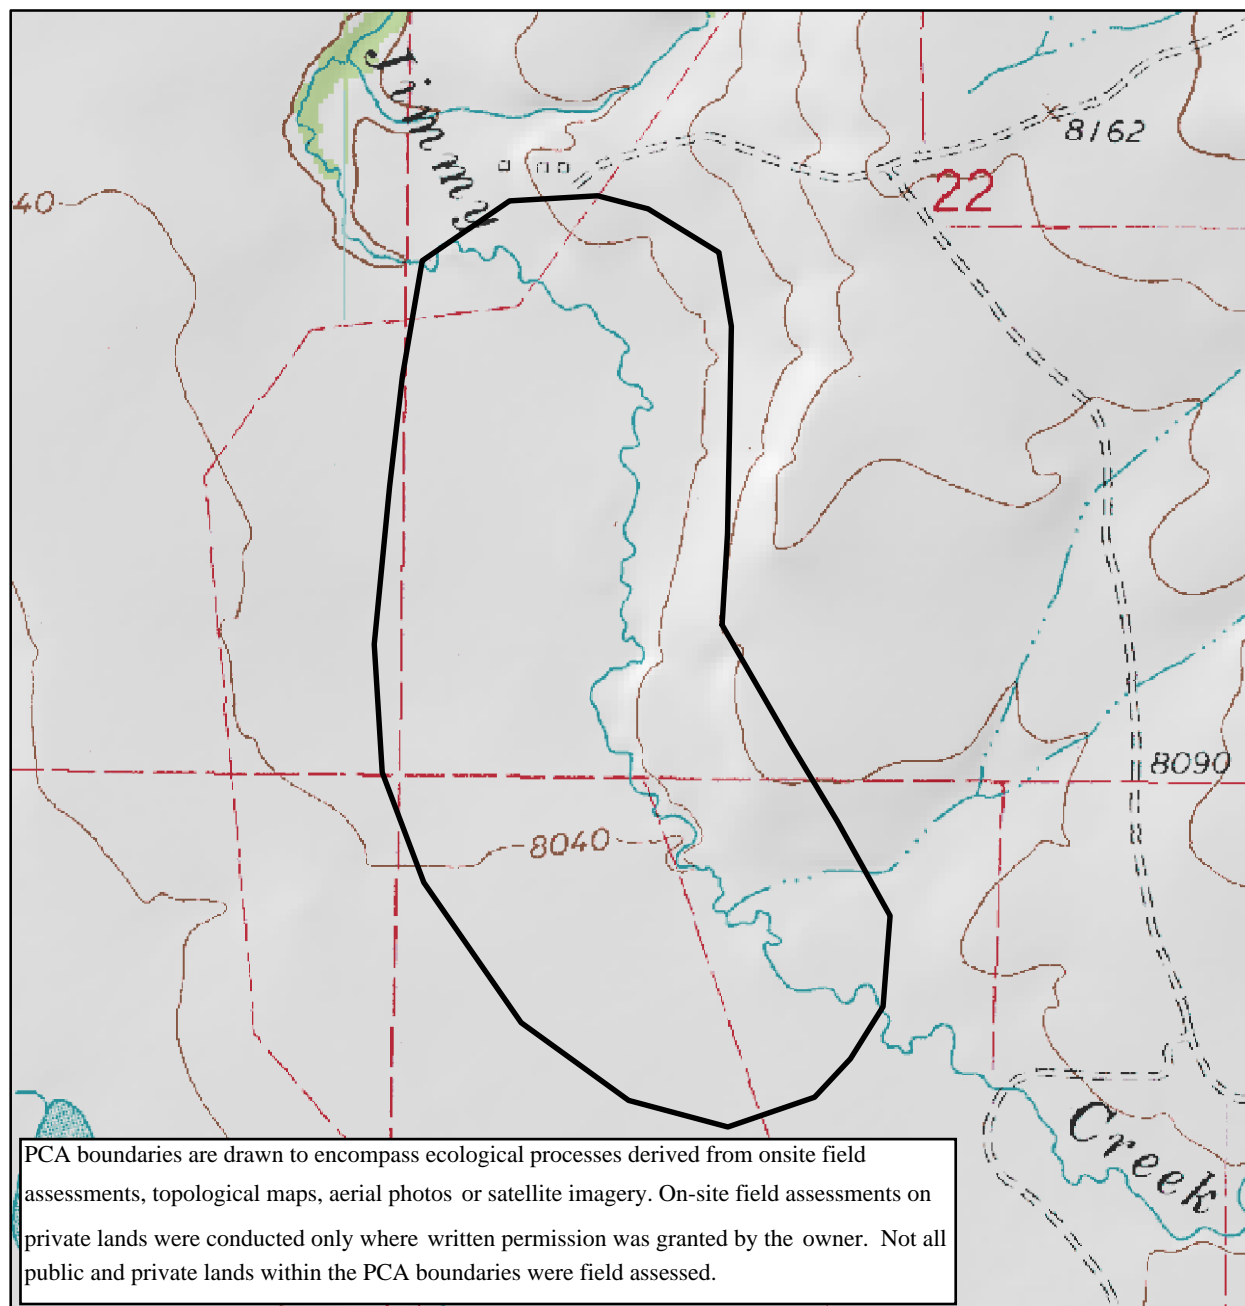 Jimmy
8162
22
40
8090
8040
Creek
PCA boundaries are drawn to encompass ecological processes derived from onsite field
assessments, topological maps, aerial photos or satellite imagery. On-site field assessments on
private lands were conducted only where written permission was granted by the owner. Not all
public and private lands within the PCA boundaries were field assessed.